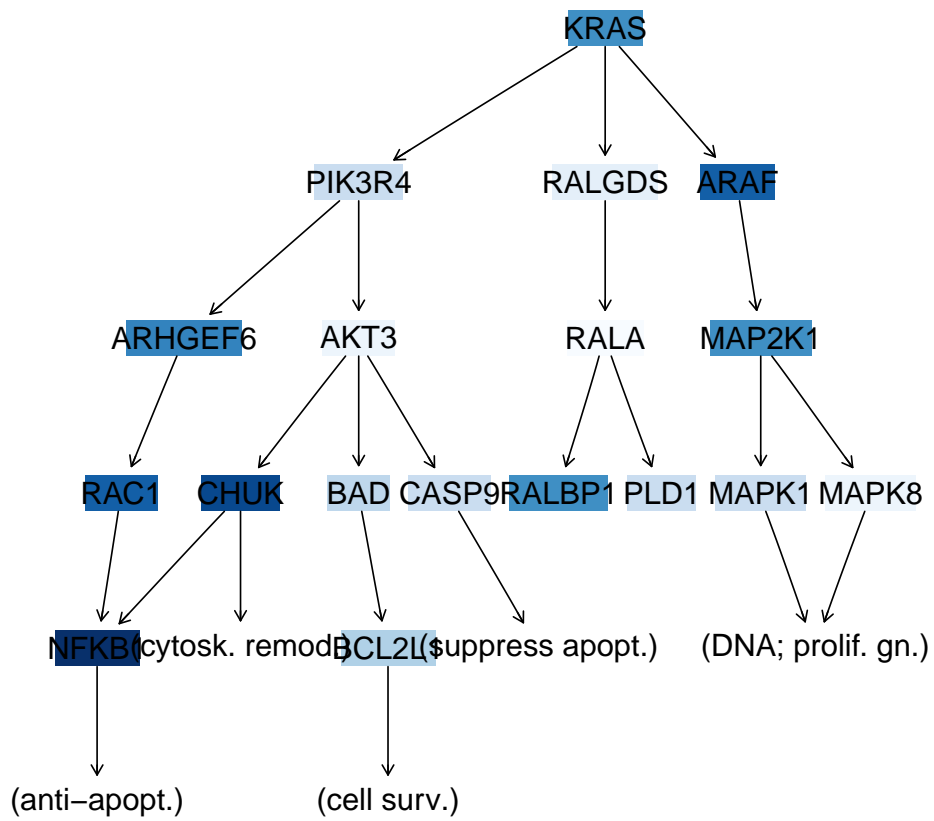 KRAS
PIK3R4 RALGDS ARAF
ARHGEF6 AKT3 RALA MAP2K1
RAC1 CHUK BAD CASP9 RALBP1 PLD1 MAPK1 MAPK8
(cytosk. remod.) (suppress apopt.) (DNA; prolif. gn.)
(anti−apopt.) (cell surv.)